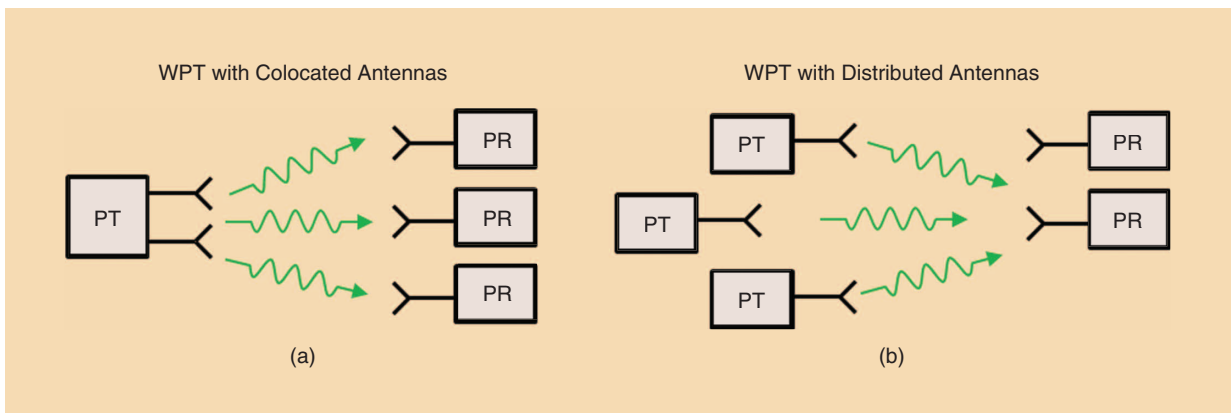 WPT with Colocated Antennas
PT
PR
PR
PR
(a)
WPT with Distributed Antennas
PT
PT
PT
PR
PR
(b)